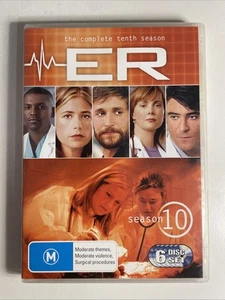 the complete tenth season
ER
season 10
M
Moderate themes,
Moderate violence,
Surgical procedures
6 DISC
SET